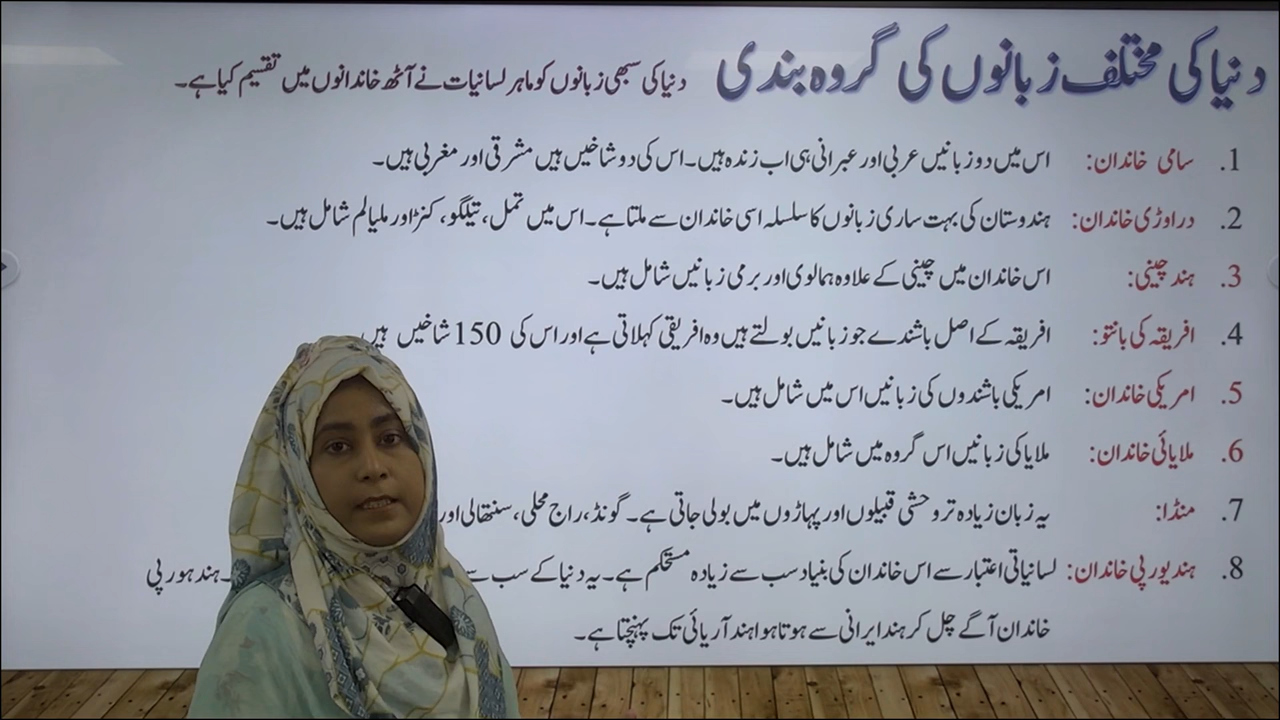 دنیا کی مختلف زبانوں کی گروہ بندی دنیا کی سبھی زبانوں کو ماہر لسانیات نے آٹھ خاندانوں میں تقسیم کیا ہے۔
1. سامی خاندان: اس میں دو زبانیں عربی اور عبرانی ہی اب زندہ ہیں۔ اس کی دو شاخیں ہیں مشرقی اور مغربی ہیں۔
2. دراوڑی خاندان: ہندوستان کی بہت ساری زبانوں کا سلسلہ اسی خاندان سے ملتا ہے۔ اس میں تمل، تیلگو، کنڑ اور ملیالم شامل ہیں۔
3. ہند چینی: اس خاندان میں چینی کے علاوہ ہمالوی اور برمی زبانیں شامل ہیں۔
4. افریقہ کی بانتو: افریقہ کے اصل باشندے جو زبانیں بولتے ہیں وہ افریقی کہلاتی ہے اور اس کی 150 شاخیں ہیں
5. امریکی خاندان: امریکی باشندوں کی زبانیں اس میں شامل ہیں۔
6. ملایائی خاندان: ملایا کی زبانیں اس گروہ میں شامل ہیں۔
7. منڈا: یہ زبان زیادہ تر وحشی قبیلوں اور پہاڑوں میں بولی جاتی ہے۔ گونڈ، راج محلی، سنتھالی اور
8. ہند یورپی خاندان: لسانیاتی اعتبار سے اس خاندان کی بنیاد سب سے زیادہ مستحکم ہے۔ یہ دنیا کے سب سے ۔ ہند ہورپی
خاندان آگے چل کر ہند ایرانی سے ہوتا ہوا ہند آریائی تک پہنچتا ہے۔